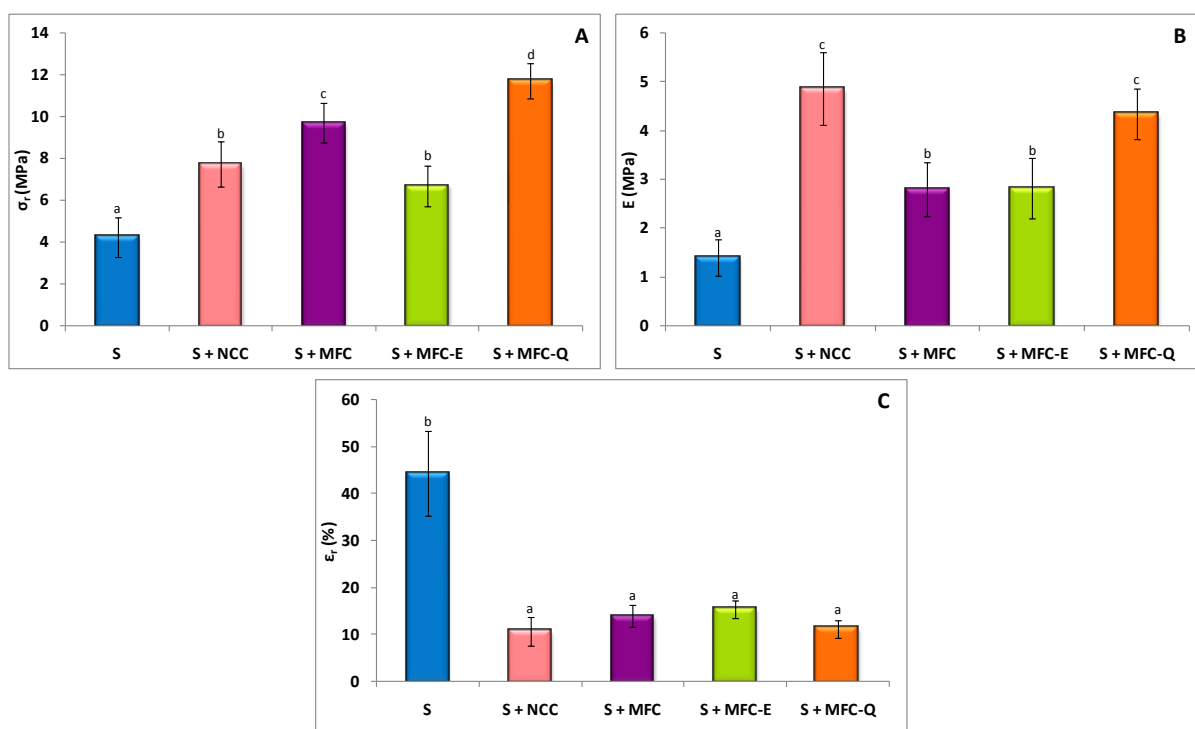 A
σr (MPa)
14
12
10
8
6
4
2
0
a
b
c
b
d
S
S + NCC
S + MFC
S + MFC-E
S + MFC-Q
B
E (MPa)
6
5
4
3
2
1
0
a
c
b
b
c
S
S + NCC
S + MFC
S + MFC-E
S + MFC-Q
C
εr (%)
60
50
40
30
20
10
0
b
a
a
a
a
S
S + NCC
S + MFC
S + MFC-E
S + MFC-Q